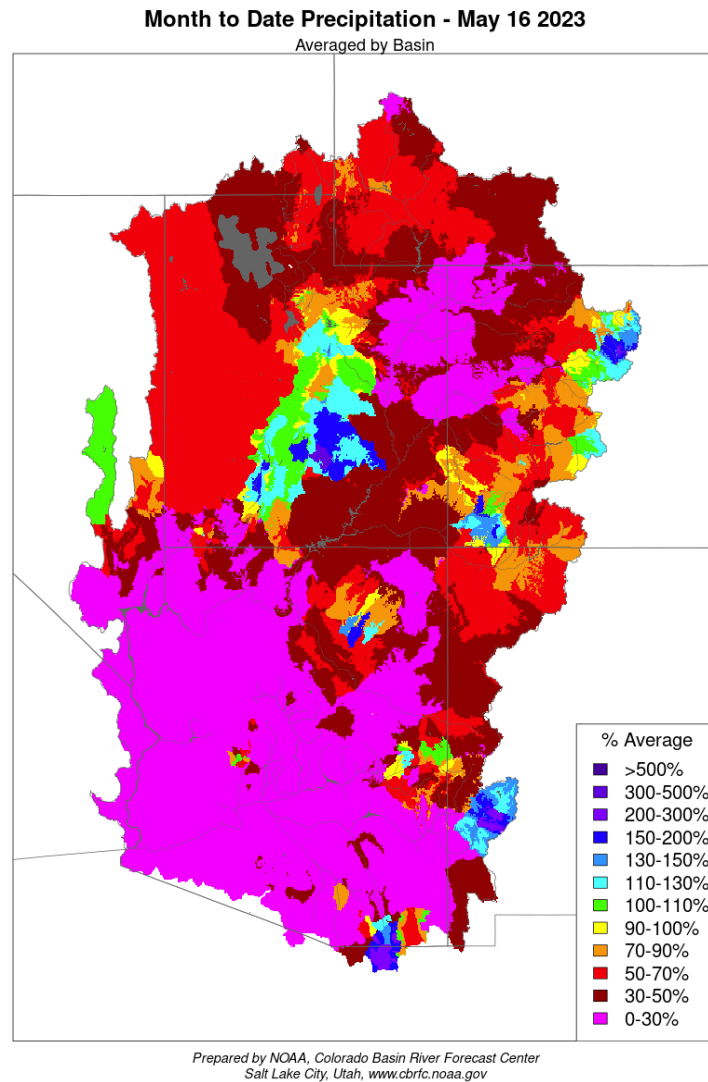 Month to Date Precipitation - May 16 2023
Averaged by Basin
% Average
>500%
300-500%
200-300%
150-200%
130-150%
110-130%
100-110%
90-100%
70-90%
50-70%
30-50%
0-30%
Prepared by NOAA, Colorado Basin River Forecast Center
Salt Lake City, Utah, www.cbrfc.noaa.gov